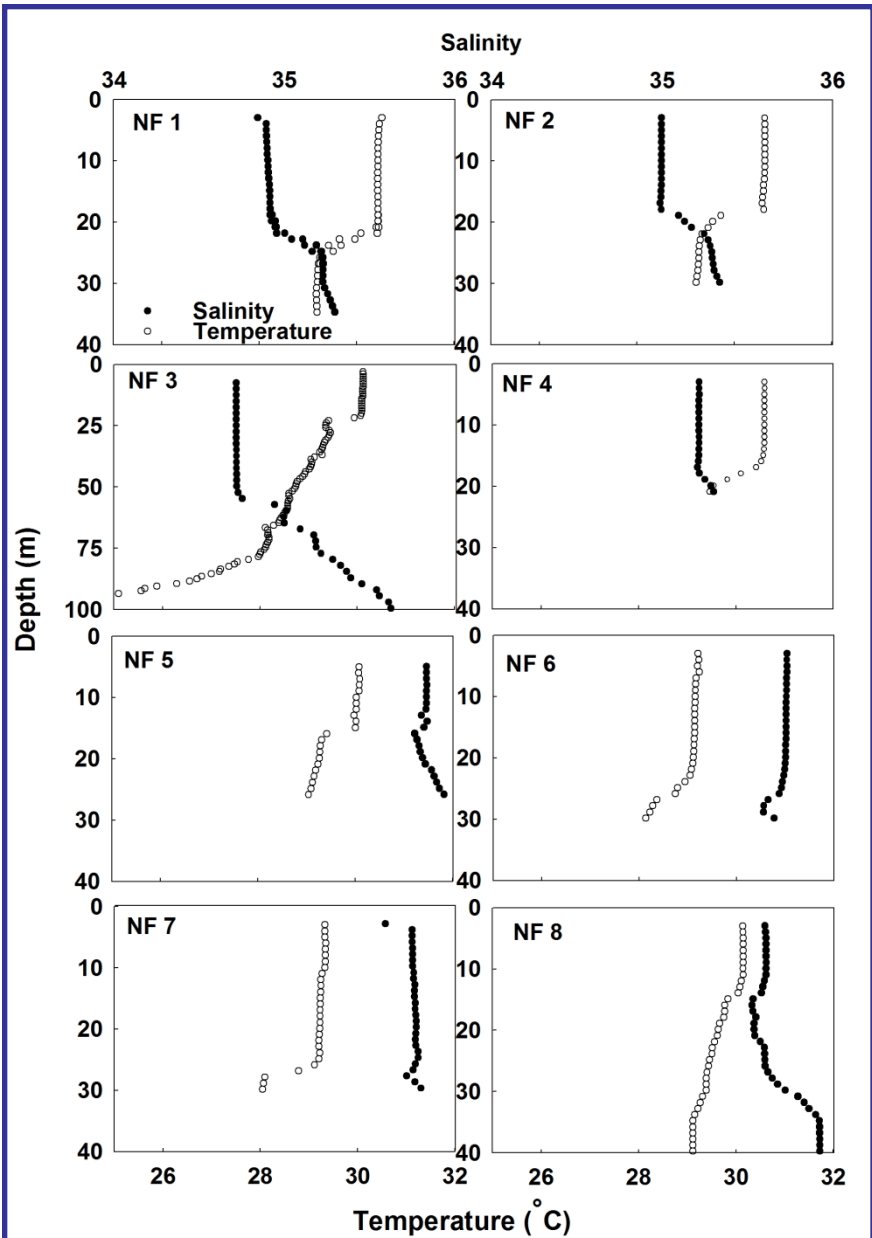 Salinity
34 35 36 34 35 36
0 NF 1 0 NF 2
10 10
20 20
30 30
Salinity
Temperature
40 40
0 NF 3 0 NF 4
25 10
50 20
75 30
100 40
Depth (m)
0 NF 5 0 NF 6
10 10
20 20
30 30
40 40
0 NF 7 0 NF 8
10 10
20 20
30 30
40 40
26 28 30 32 26 28 30 32
Temperature (°C)